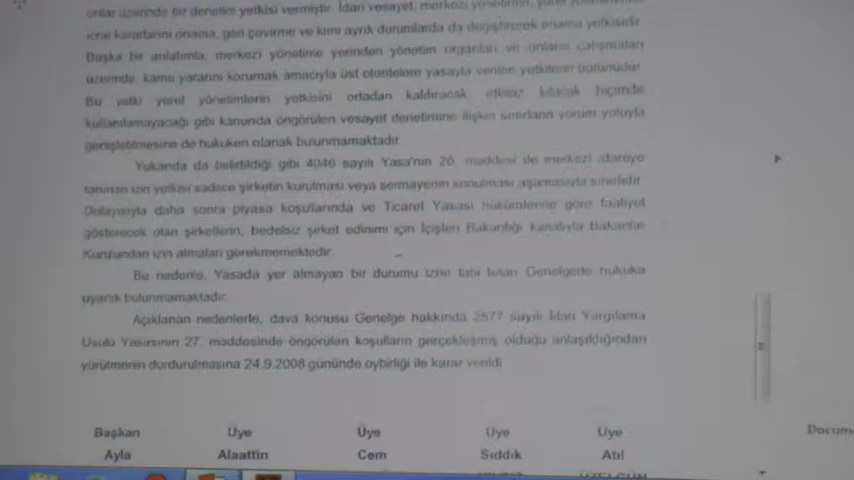 onlar üzerinde bir denetim yetkisi vermiştir. İdari vesayet, merkezi yönetimin, yerel
icrai kararlarını onama, geri çevirme ve kimi ayrık durumlarda da değiştirerek onama yetkisidir.
Başka bir anlatımla, merkezi yönetime yerinden yönetim organları ve onların çalışmaları
üzerinde, kamu yararını korumak amacıyla üst otoritelere yasayla verilen yetkilerin bütünüdür.
Bu yetki yerel yönetimlerin yetkisini ortadan kaldıracak, etkisiz kılacak biçimde
kullanılamayacağı gibi kanunda öngörülen vesayet denetimine ilişkin sınırların yorum yoluyla
genişletilmesine de hukuken olanak bulunmamaktadır.
Yukarıda da belirtildiği gibi 4046 sayılı Yasa'nın 26. maddesi ile merkezi idareye
tanınan izin yetkisi sadece şirketin kurulması veya sermayenin konulması aşamasıyla sınırlıdır.
Dolayısıyla daha sonra piyasa koşullarında ve Ticaret Yasası hükümlerine göre faaliyet
gösterecek olan şirketlerin, bedelsiz şirket edinimi için İçişleri Bakanlığı kanalıyla Bakanlar
Kurulundan izin almaları gerekmemektedir.
Bu nedenle, Yasada yer almayan bir durumu izne tabi tutan Genelgede hukuka
uyarlık bulunmamaktadır.
Açıklanan nedenlerle, dava konusu Genelge hakkında 2577 sayılı İdari Yargılama
Usulü Yasasının 27. maddesinde öngörülen koşulların gerçekleşmiş olduğu anlaşıldığından
yürütmenin durdurulmasına 24.9.2008 gününde oybirliği ile karar verildi.
Başkan Üye Üye Üye Üye
Ayla Alaattin Cem Sıddık Atıl